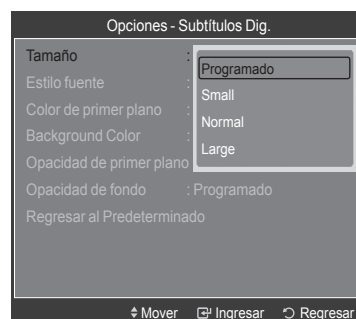 Opciones - Subtítulos Dig.
Tamaño :
Programado
Estilo fuente :
Small
Color de primer plano :
Normal
Background Color :
Large
Opacidad de primer plano
Opacidad de fondo : Programado
Regresar al Predeterminado
Mover Ingresar Regresar